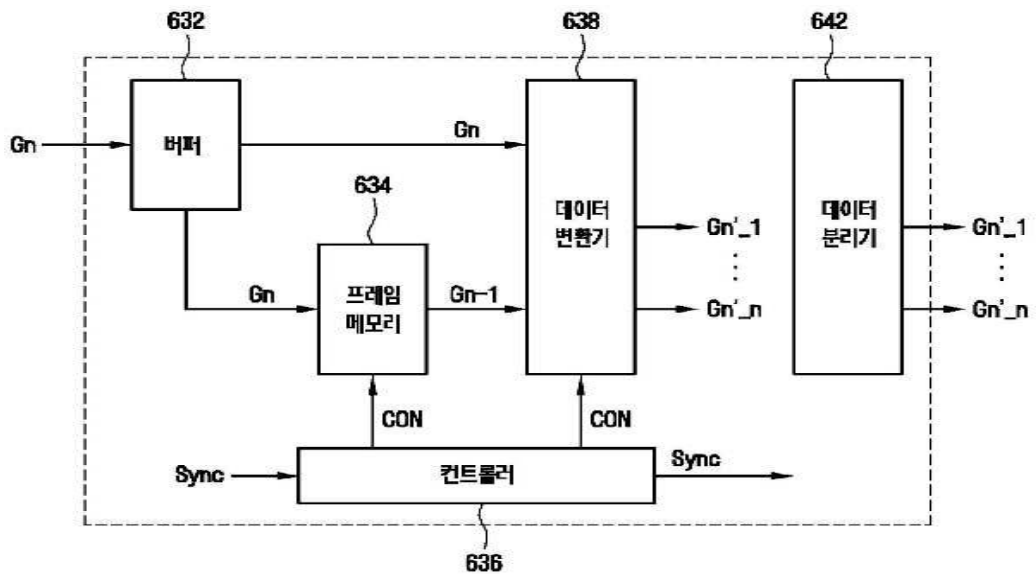 632
638
642
Gn
버퍼
Gn
634
데이터
변환기
데이터
분리기
Gn'_1
Gn'_1
Gn
프레임
메모리
Gn-1
Gn'_n
Gn'_n
CON
CON
Sync
컨트롤러
Sync
636